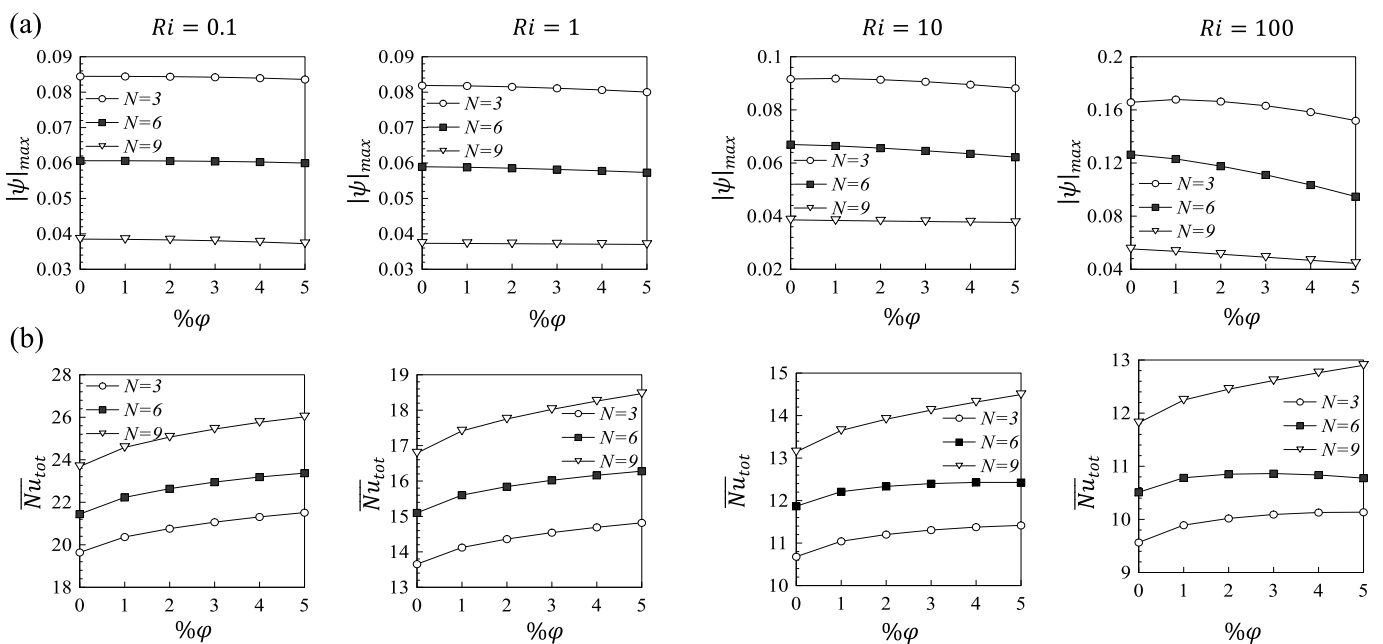 (a)
Ri = 0.1
Ri = 1
Ri = 10
Ri = 100
0.09
0.08
0.07
0.06
0.05
0.04
0.03
|ψ|max
N=3
N=6
N=9
0 1 2 3 4 5
%φ
0.09
0.08
0.07
0.06
0.05
0.04
0.03
|ψ|max
N=3
N=6
N=9
0 1 2 3 4 5
%φ
0.1
0.08
0.06
0.04
0.02
|ψ|max
N=3
N=6
N=9
0 1 2 3 4 5
%φ
0.2
0.16
0.12
0.08
0.04
|ψ|max
N=3
N=6
N=9
0 1 2 3 4 5
%φ
(b)
28
26
24
22
20
18
N̅u̅tot
N=3
N=6
N=9
0 1 2 3 4 5
%φ
19
18
17
16
15
14
13
N̅u̅tot
N=3
N=6
N=9
0 1 2 3 4 5
%φ
15
14
13
12
11
10
N̅u̅tot
N=3
N=6
N=9
0 1 2 3 4 5
%φ
13
12
11
10
9
N̅u̅tot
N=3
N=6
N=9
0 1 2 3 4 5
%φ